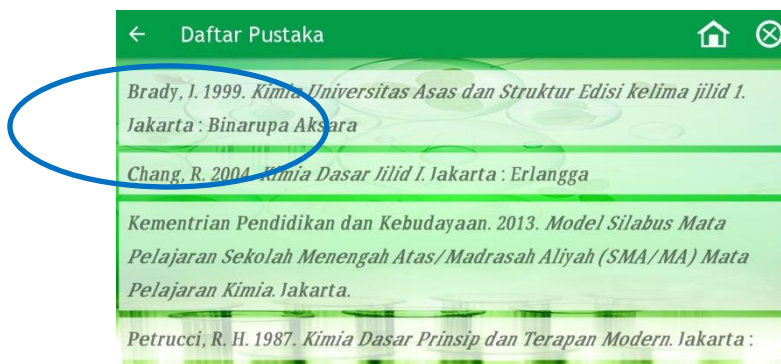 Daftar Pustaka
Brady, J. 1999. Kimia Universitas Asas dan Struktur Edisi kelima jilid 1.
Jakarta : Binarupa Aksara
Chang, R. 2004. Kimia Dasar Jilid I. Jakarta : Erlangga
Kementrian Pendidikan dan Kebudayaan. 2013. Model Silabus Mata
Pelajaran Sekolah Menengah Atas/Madrasah Aliyah (SMA/MA) Mata
Pelajaran Kimia. Jakarta.
Petrucci, R. H. 1987. Kimia Dasar Prinsip dan Terapan Modern. Jakarta :